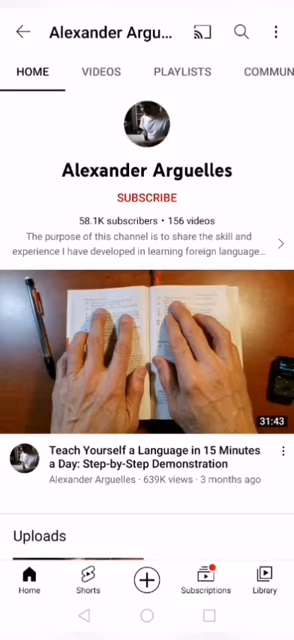 Alexander Argu...
HOME VIDEOS PLAYLISTS COMMUN
Alexander Arguelles
SUBSCRIBE
58.1K subscribers • 156 videos
The purpose of this channel is to share the skill and
experience I have developed in learning foreign language...
31:43
Teach Yourself a Language in 15 Minutes
a Day: Step-by-Step Demonstration
Alexander Arguelles · 639K views · 3 months ago
Uploads
Home Shorts Subscriptions Library